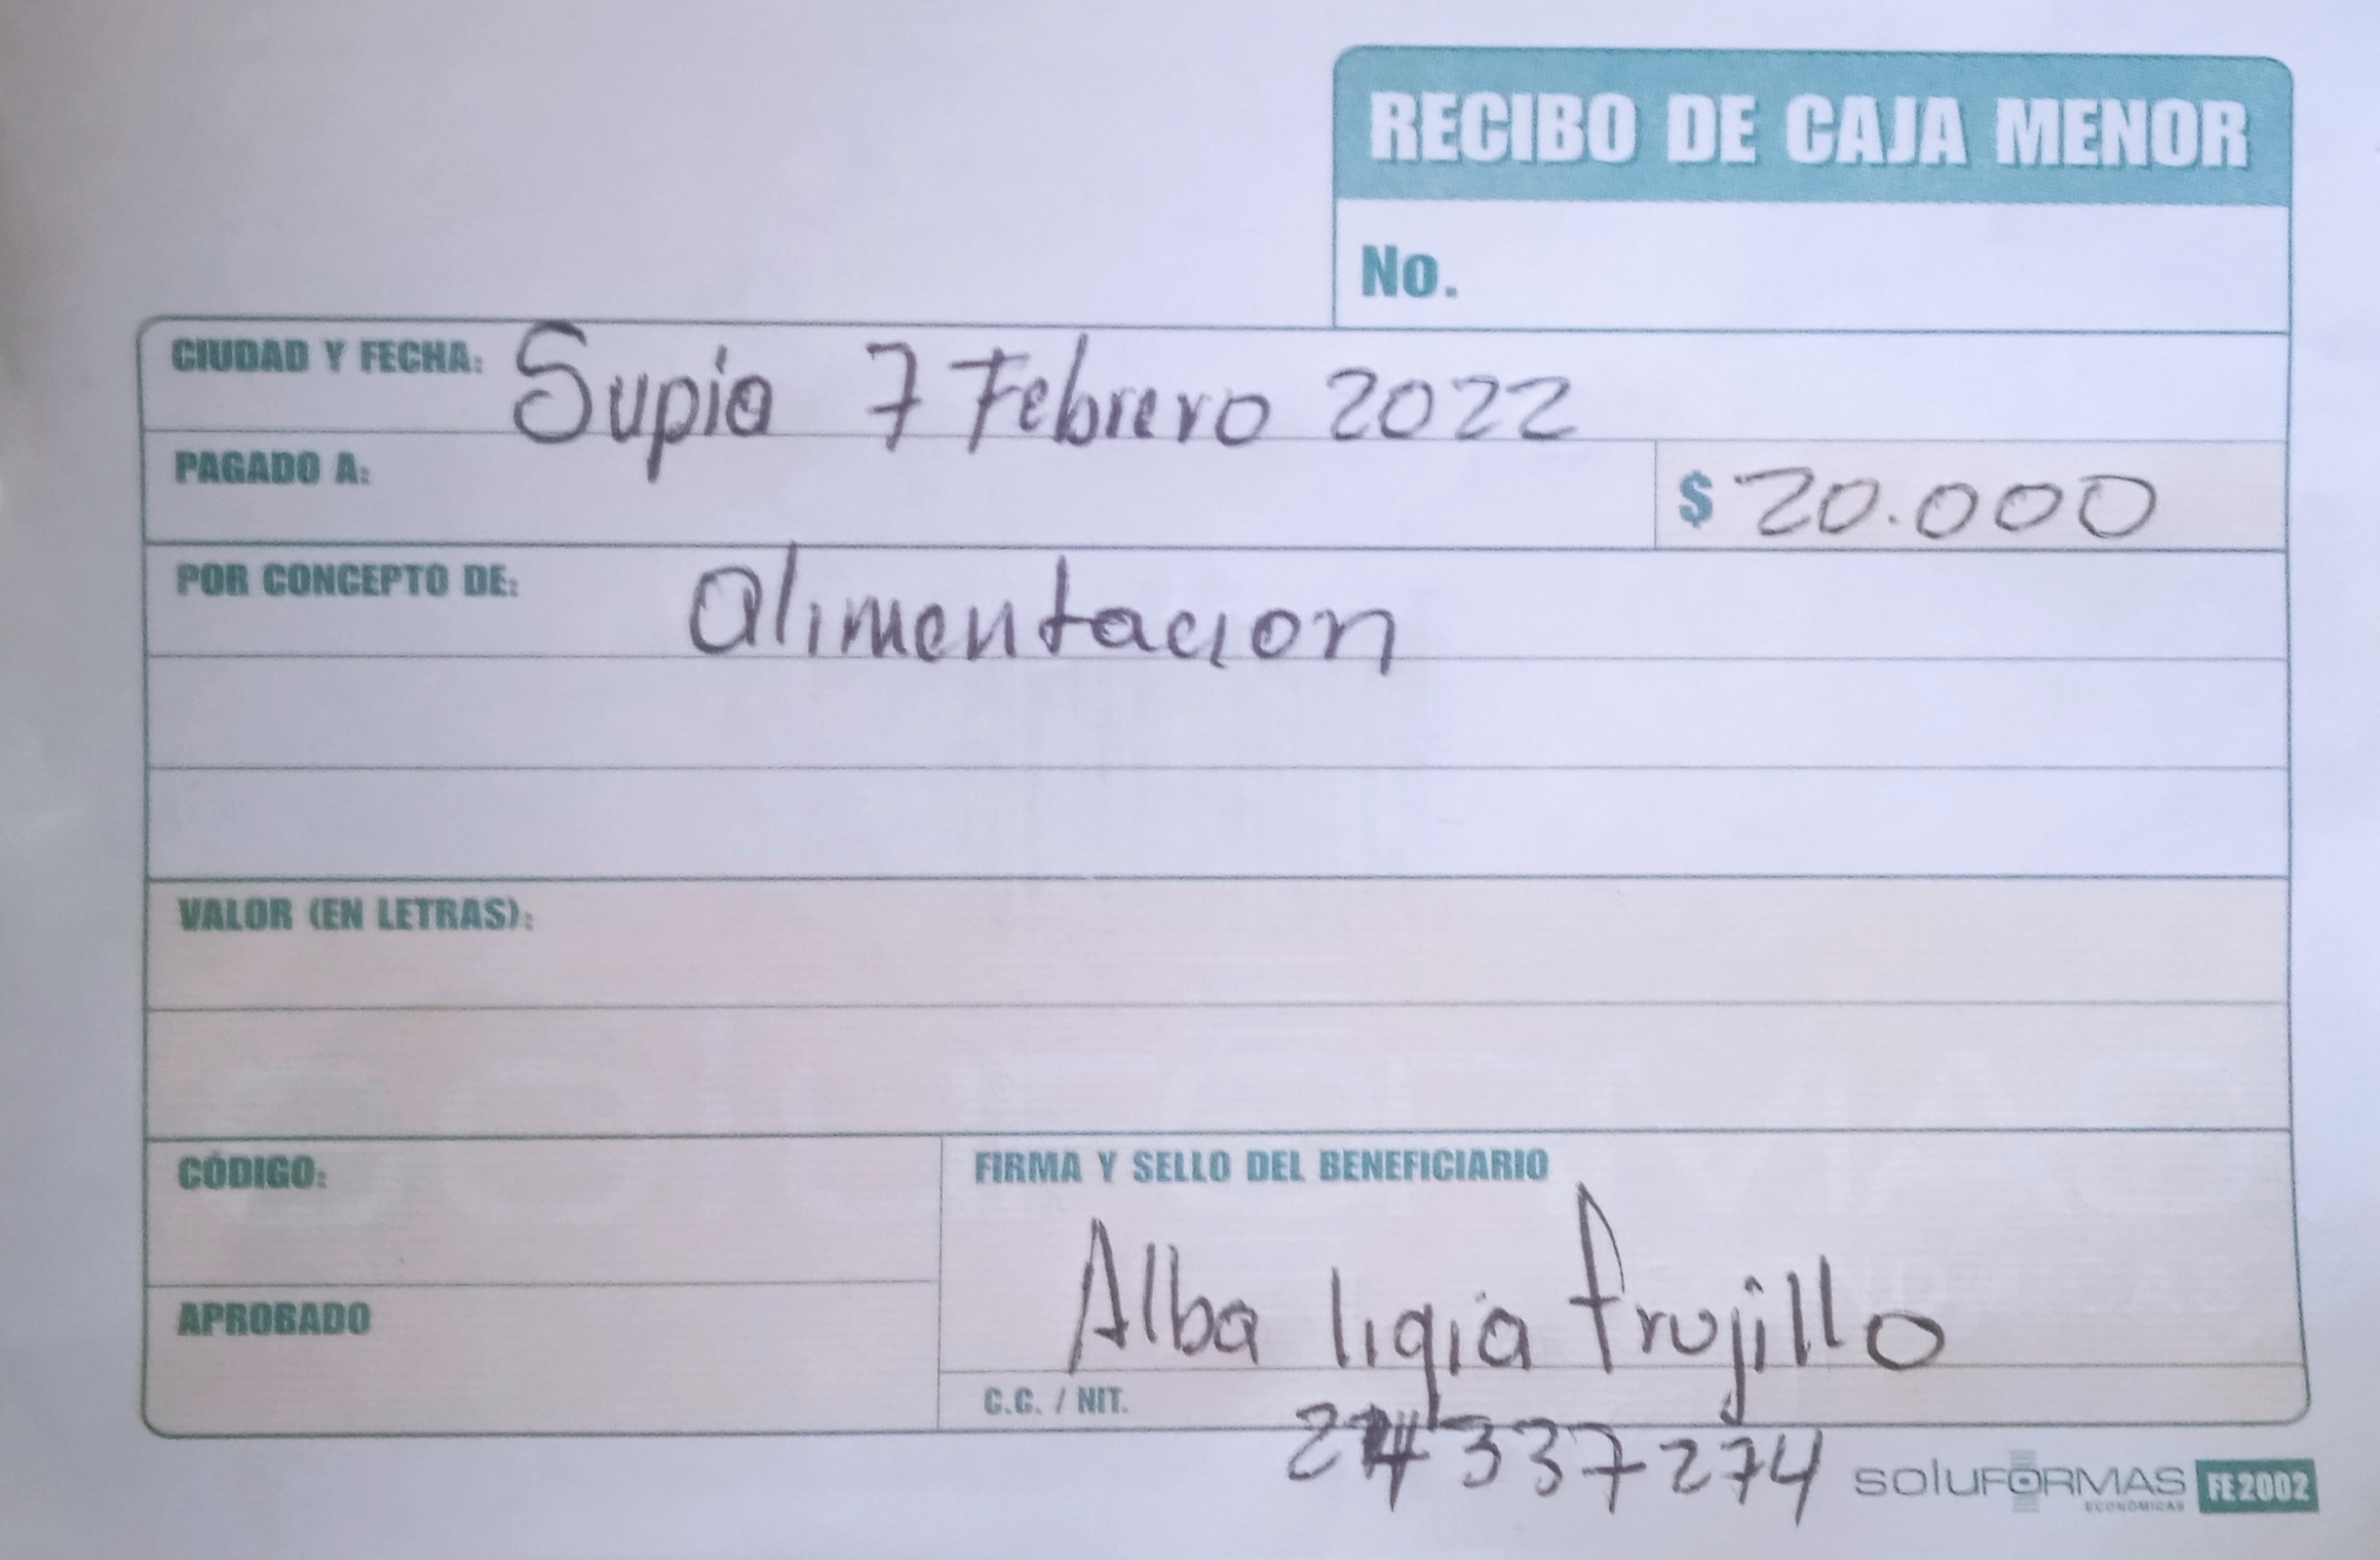 RECIBO DE CAJA MENOR
No.
CIUDAD Y FECHA: Supia 7 Febrero 2022
PAGADO A: $ 20.000
POR CONCEPTO DE: alimentacion
VALOR (EN LETRAS):
CÓDIGO:
FIRMA Y SELLO DEL BENEFICIARIO
Alba ligia trujillo
APROBADO
C.C. / NIT.
24337274
SOLUFORMAS
ECONÓMICAS
FE2002